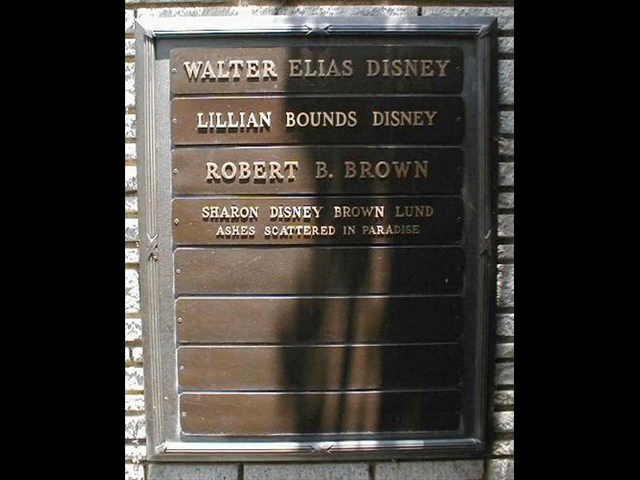 WALTER ELIAS DISNEY
LILLIAN BOUNDS DISNEY
ROBERT B. BROWN
SHARON DISNEY BROWN LUND
ASHES SCATTERED IN PARADISE